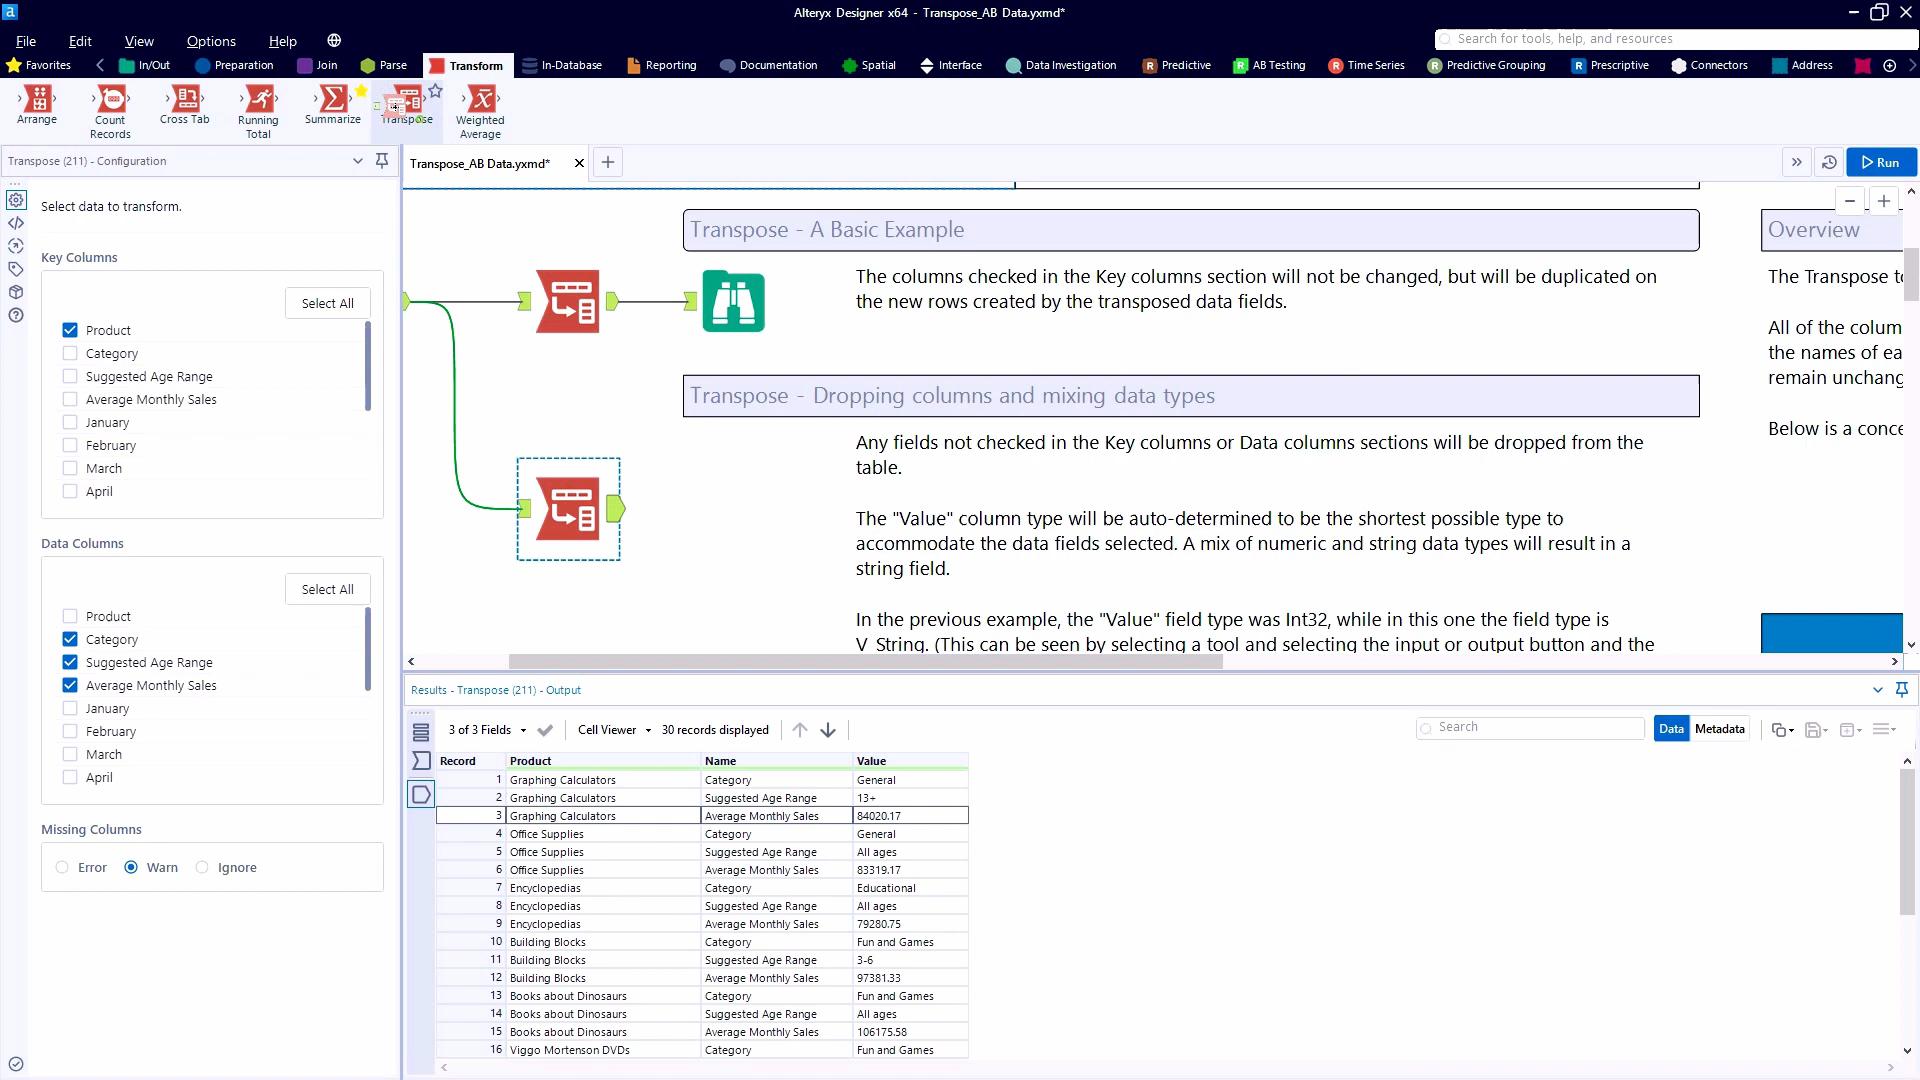 Alteryx Designer x64 - Transpose_AB Data.yxmd*
File Edit View Options Help
Search for tools, help, and resources
Favorites In/Out Preparation Join Parse Transform In-Database Reporting Documentation Spatial Interface Data Investigation Predictive AB Testing Time Series Predictive Grouping Prescriptive Connectors Address
Arrange
Count Records
Cross Tab
Running Total
Summarize
Transpose
Weighted Average
Transpose (211) - Configuration
Select data to transform.
Key Columns
Select All
Product
Category
Suggested Age Range
Average Monthly Sales
January
February
March
April
Data Columns
Select All
Product
Category
Suggested Age Range
Average Monthly Sales
January
February
March
April
Missing Columns
Error Warn Ignore
Transpose_AB Data.yxmd*
Run
Transpose - A Basic Example
The columns checked in the Key columns section will not be changed, but will be duplicated on
the new rows created by the transposed data fields.
Transpose - Dropping columns and mixing data types
Any fields not checked in the Key columns or Data columns sections will be dropped from the
table.
The "Value" column type will be auto-determined to be the shortest possible type to
accommodate the data fields selected. A mix of numeric and string data types will result in a
string field.
In the previous example, the "Value" field type was Int32, while in this one the field type is
V_String. (This can be seen by selecting a tool and selecting the input or output button and the
Overview
The Transpose to
All of the colum
the names of ea
remain unchang
Below is a conce
Results - Transpose (211) - Output
3 of 3 Fields Cell Viewer 30 records displayed
Search
Data Metadata
Record Product Name Value
1 Graphing Calculators Category General
2 Graphing Calculators Suggested Age Range 13+
3 Graphing Calculators Average Monthly Sales 84020.17
4 Office Supplies Category General
5 Office Supplies Suggested Age Range All ages
6 Office Supplies Average Monthly Sales 83319.17
7 Encyclopedias Category Educational
8 Encyclopedias Suggested Age Range All ages
9 Encyclopedias Average Monthly Sales 79280.75
10 Building Blocks Category Fun and Games
11 Building Blocks Suggested Age Range 3-6
12 Building Blocks Average Monthly Sales 97381.33
13 Books about Dinosaurs Category Fun and Games
14 Books about Dinosaurs Suggested Age Range All ages
15 Books about Dinosaurs Average Monthly Sales 106175.58
16 Viggo Mortenson DVDs Category Fun and Games